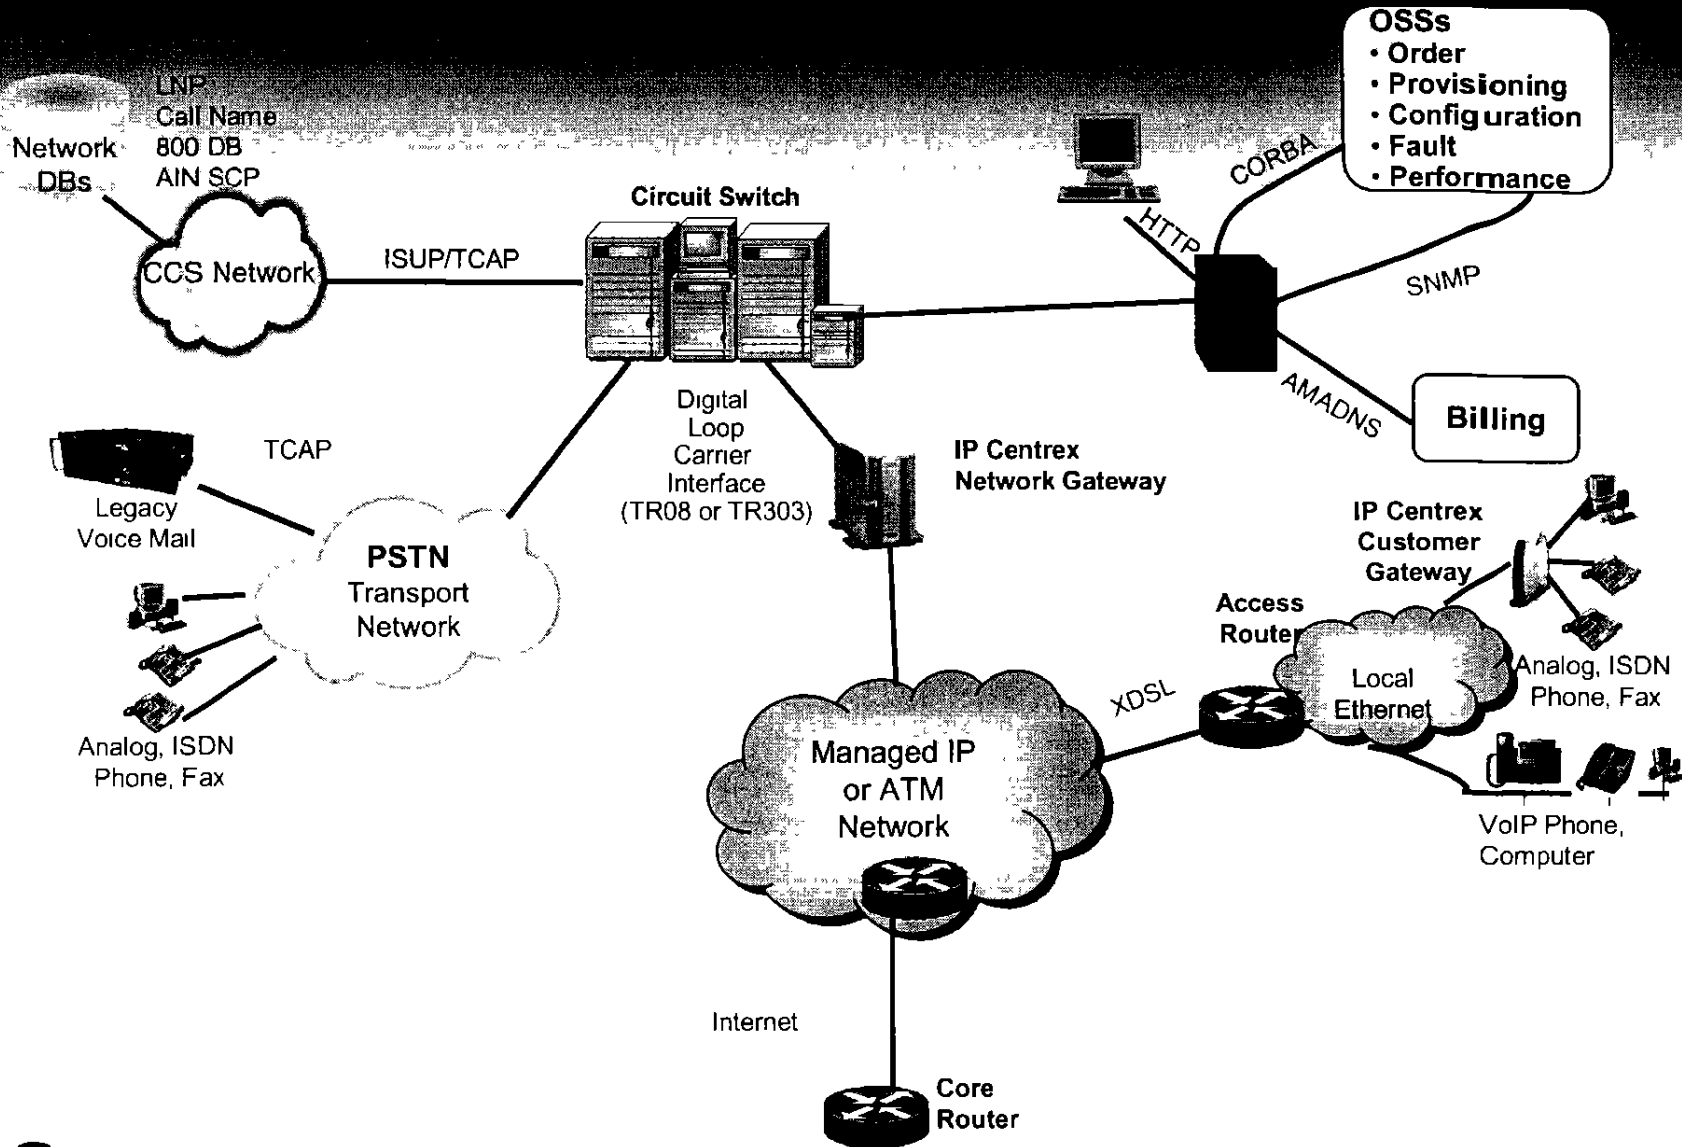 OSSs
• Order
• Provisioning
• Configuration
• Fault
• Performance
LNP
Call Name
800 DB
AIN SCP
Network
DBs
CCS Network
ISUP/TCAP
Circuit Switch
HTTP
CORBA
SNMP
AMADNS
Billing
Digital
Loop
Carrier
Interface
(TR08 or TR303)
IP Centrex
Network Gateway
TCAP
Legacy
Voice Mail
PSTN
Transport
Network
Analog, ISDN
Phone, Fax
IP Centrex
Customer
Gateway
Access
Router
Local
Ethernet
Analog, ISDN
Phone, Fax
XDSL
VoIP Phone,
Computer
Managed IP
or ATM
Network
Internet
Core
Router